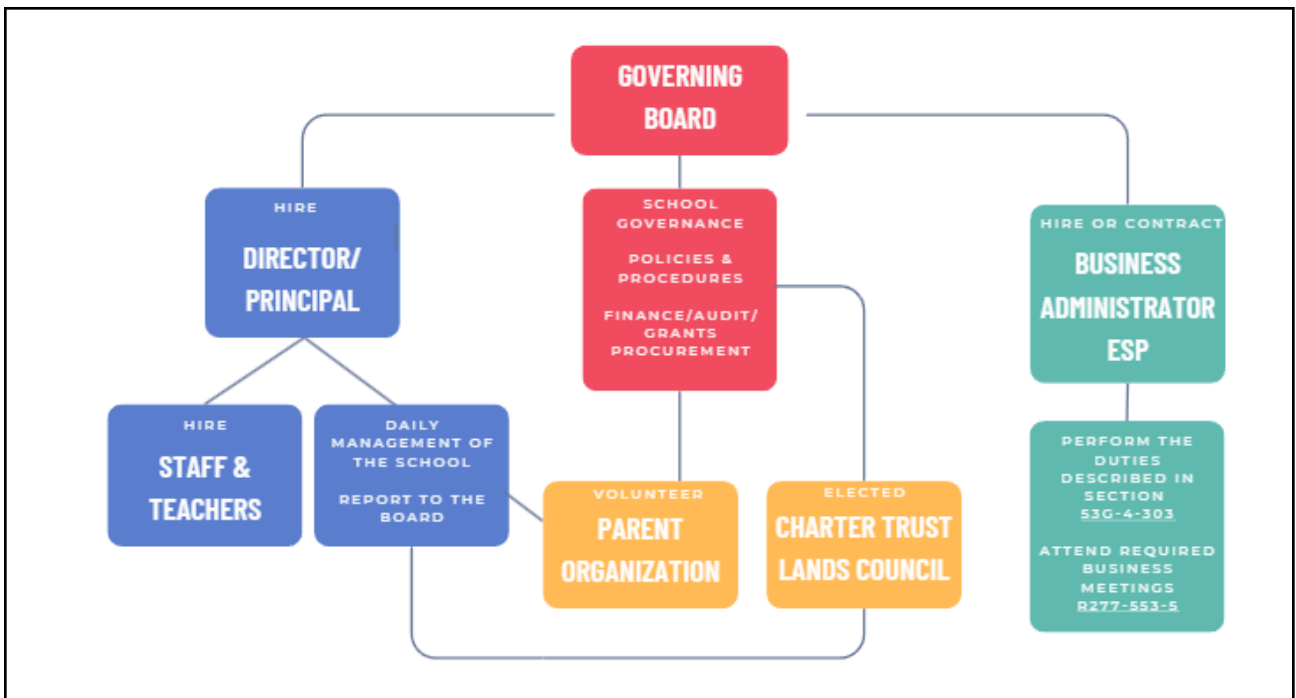 GOVERNING
BOARD
HIRE
DIRECTOR/
PRINCIPAL
SCHOOL
GOVERNANCE
POLICIES &
PROCEDURES
FINANCE/AUDIT/
GRANTS
PROCUREMENT
HIRE OR CONTRACT
BUSINESS
ADMINISTRATOR
ESP
HIRE
STAFF &
TEACHERS
DAILY
MANAGEMENT OF
THE SCHOOL
REPORT TO THE
BOARD
VOLUNTEER
PARENT
ORGANIZATION
ELECTED
CHARTER TRUST
LANDS COUNCIL
PERFORM THE
DUTIES
DESCRIBED IN
SECTION
53G-4-303
ATTEND REQUIRED
BUSINESS
MEETINGS
R277-553-5